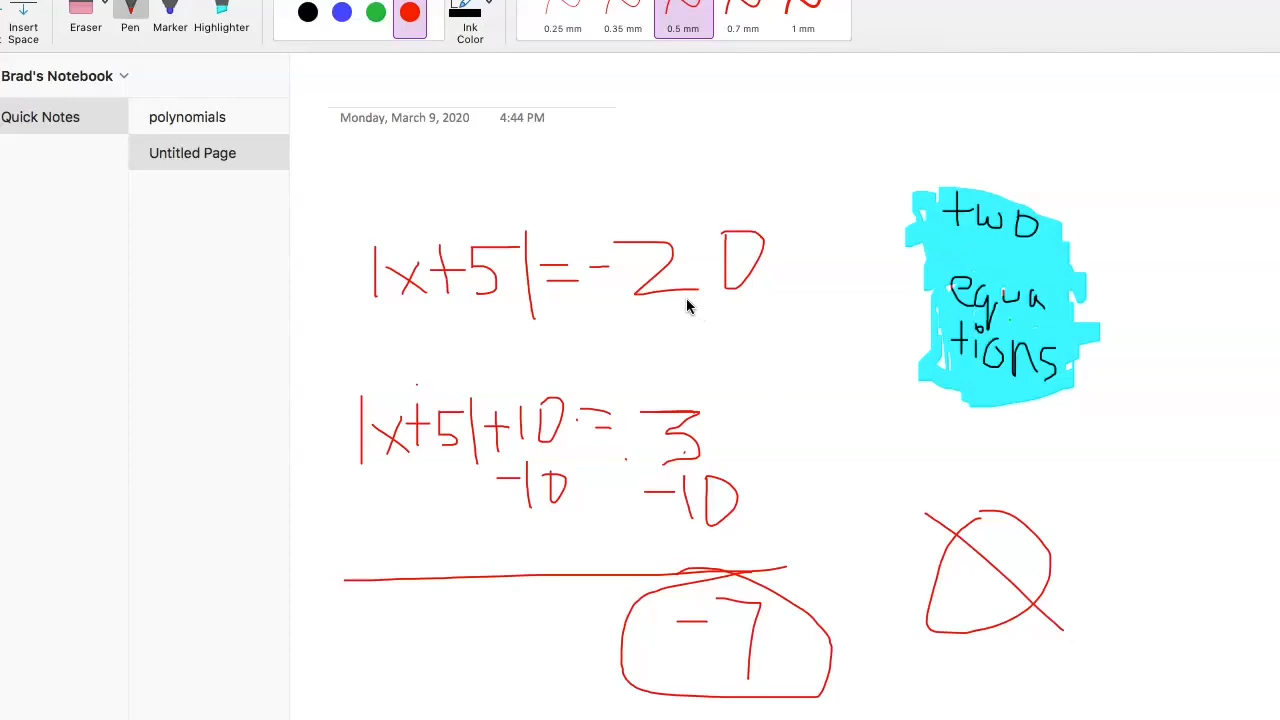 Insert Space
Eraser
Pen
Marker
Highlighter
Ink Color
0.25 mm
0.35 mm
0.5 mm
0.7 mm
1 mm
Brad's Notebook
Quick Notes
polynomials
Untitled Page
Monday, March 9, 2020 4:44 PM
|x+5|=-20
|x+5|+10=3
-10 -10
-7
two
equa
tions
∅